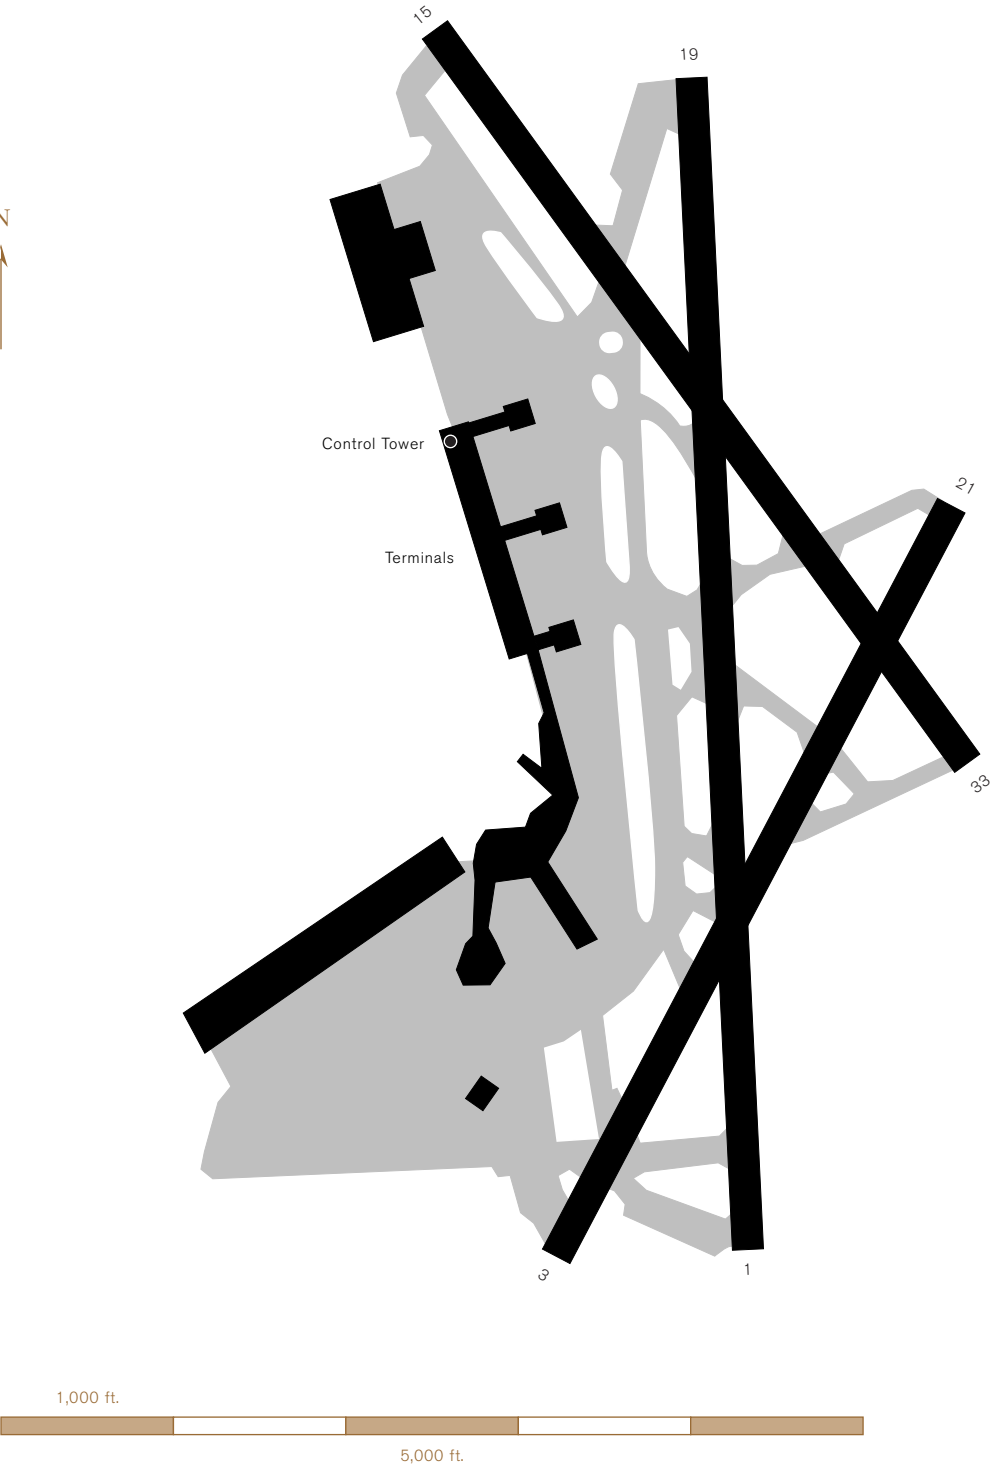 15
19
N
Control Tower
21
Terminals
33
3
1
1,000 ft.
5,000 ft.